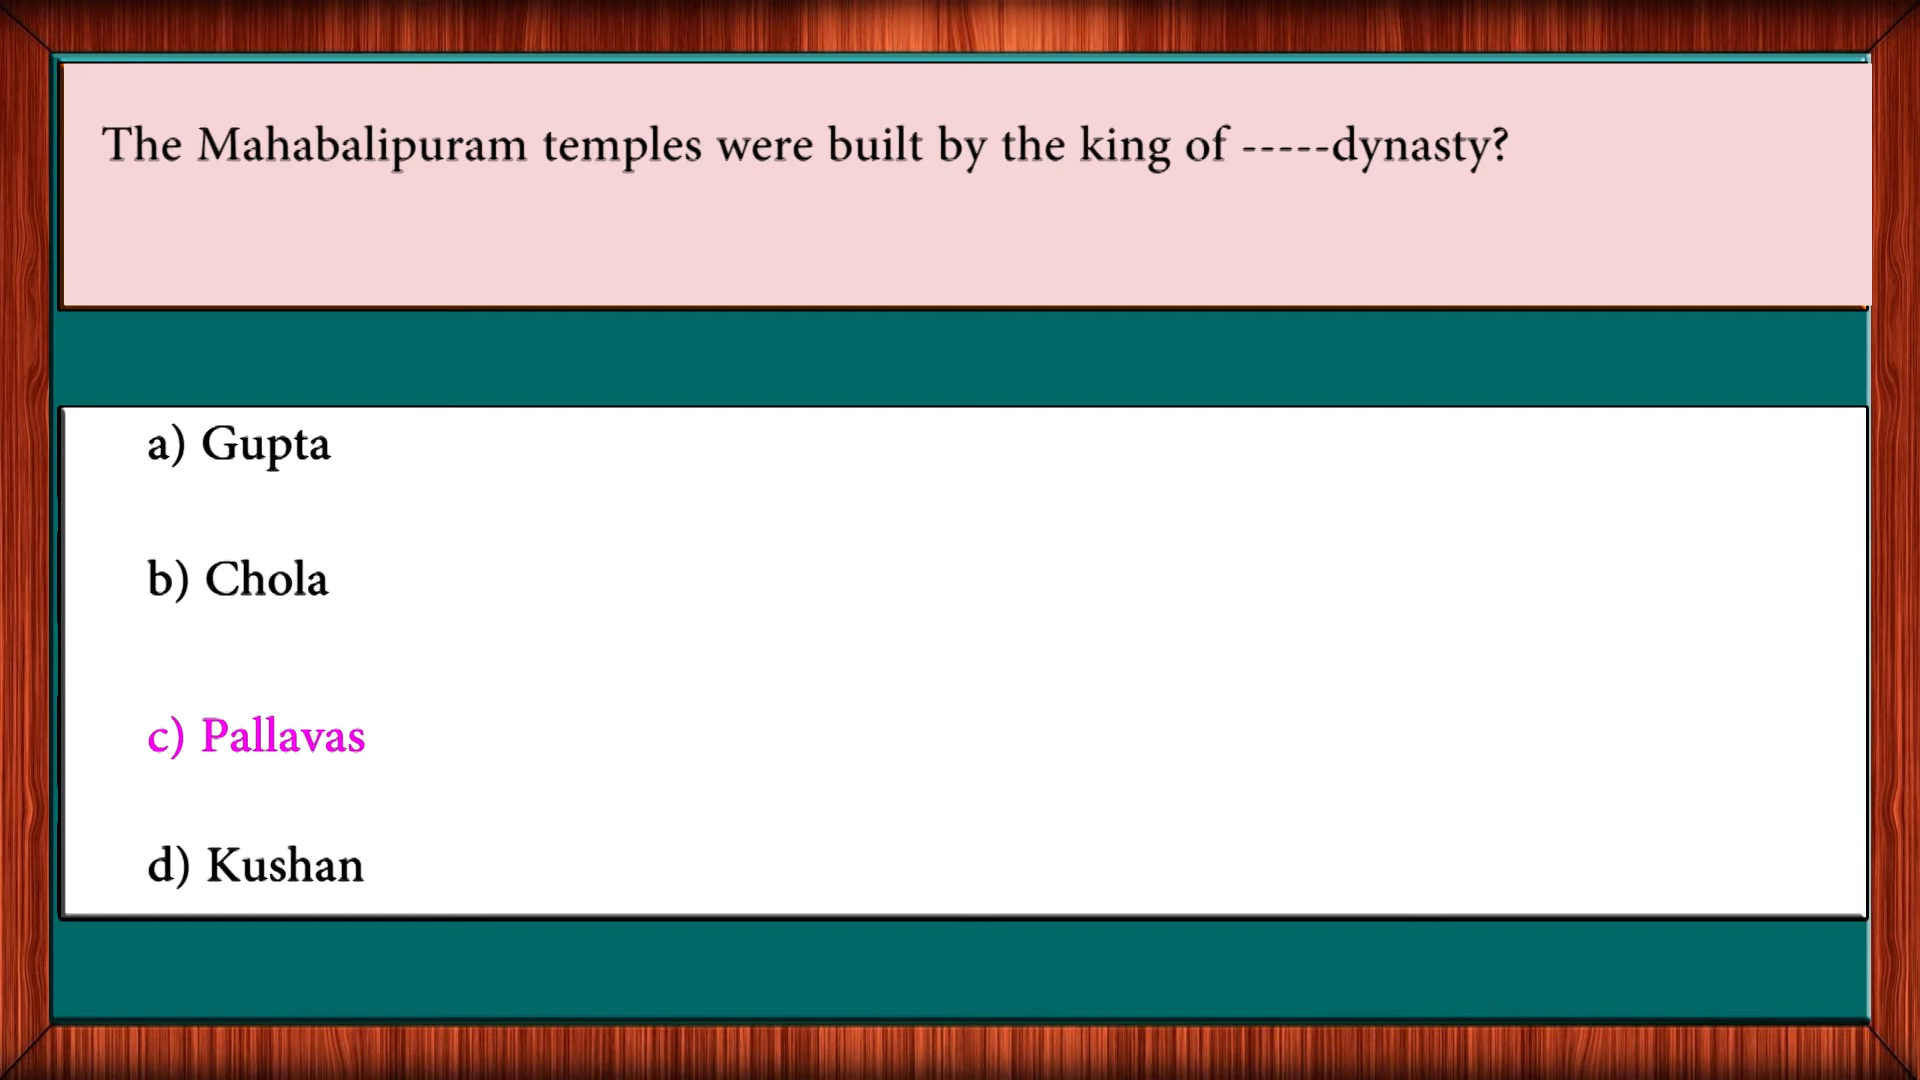 The Mahabalipuram temples were built by the king of -----dynasty?
a) Gupta
b) Chola
c) Pallavas
d) Kushan